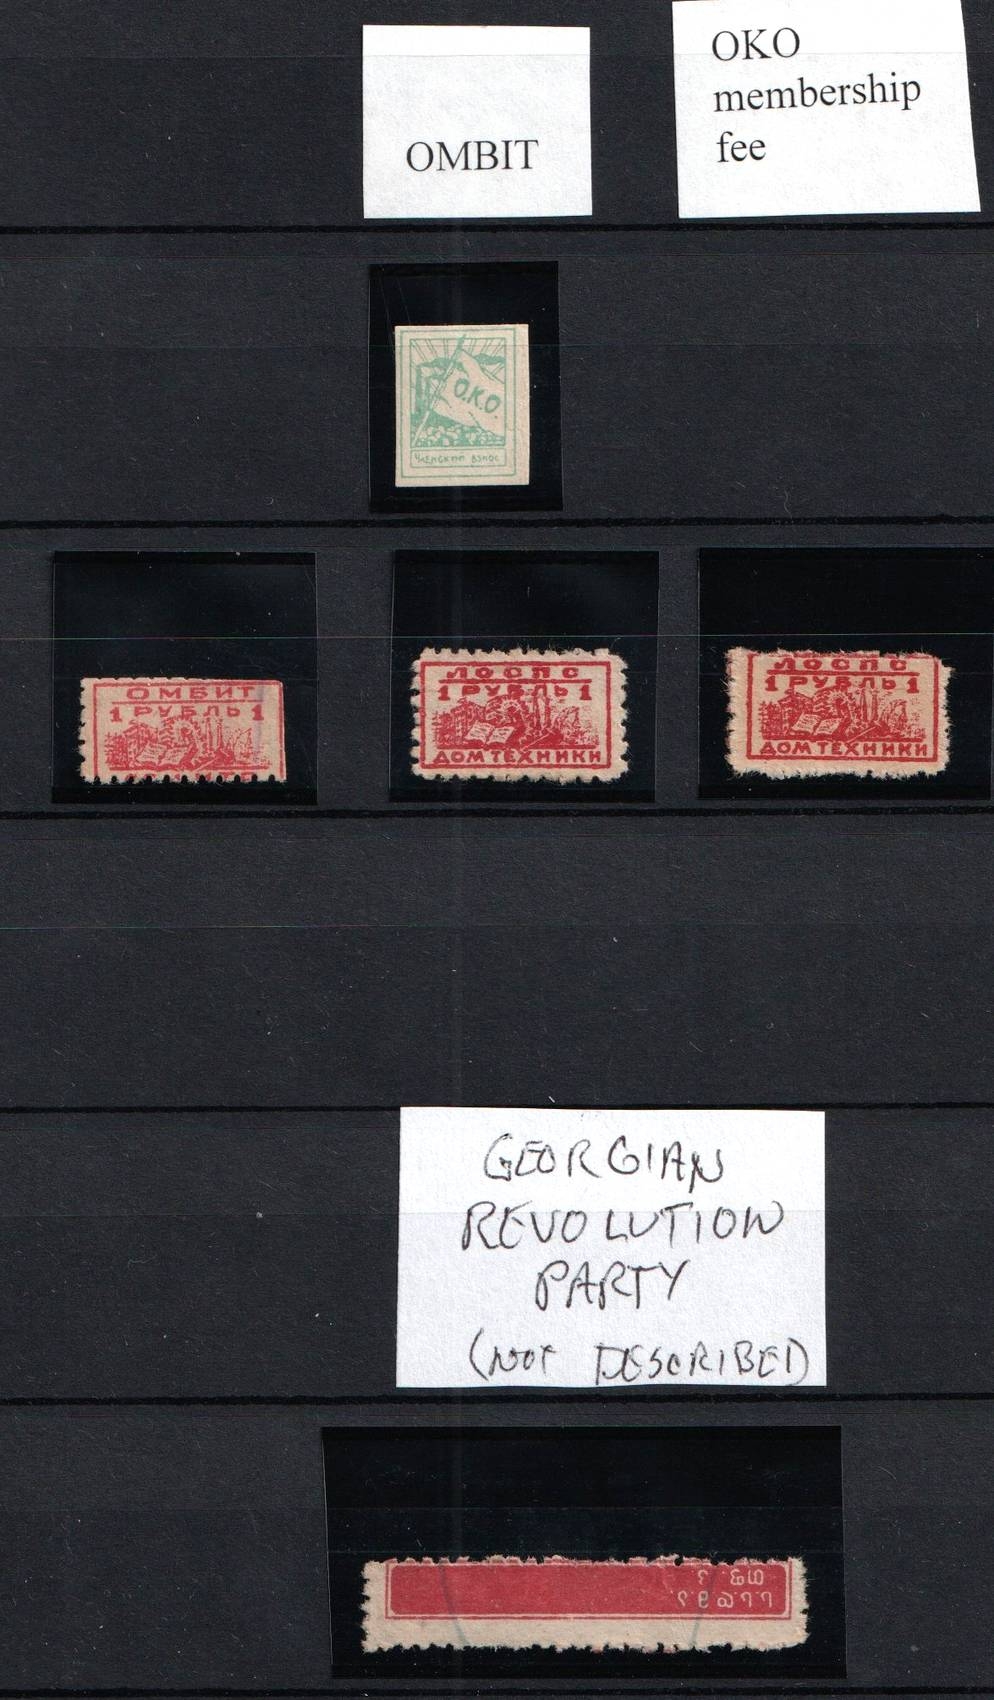 OMBIT
OKO
membership
fee
О.К.О.
Членский взнос
ОМБИТ
1 РУБЛЬ 1
ЛОСПС
1 РУБЛЬ 1
ДОМ ТЕХНИКИ
ЛОСПС
1 РУБЛЬ 1
ДОМ ТЕХНИКИ
GEORGIAN
REVOLUTION
PARTY
(NOT DESCRIBED)